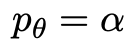 p_θ = α